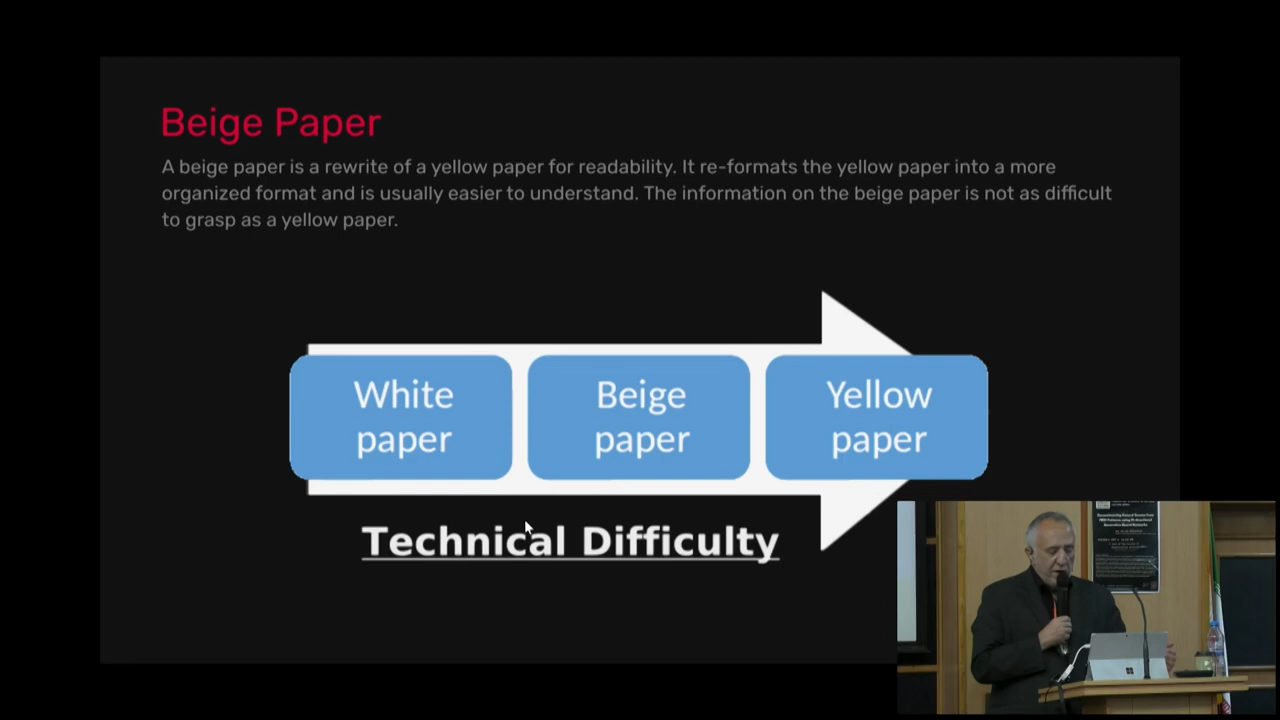 Beige Paper
A beige paper is a rewrite of a yellow paper for readability. It re-formats the yellow paper into a more
organized format and is usually easier to understand. The information on the beige paper is not as difficult
to grasp as a yellow paper.
White
paper
Beige
paper
Yellow
paper
Technical Difficulty